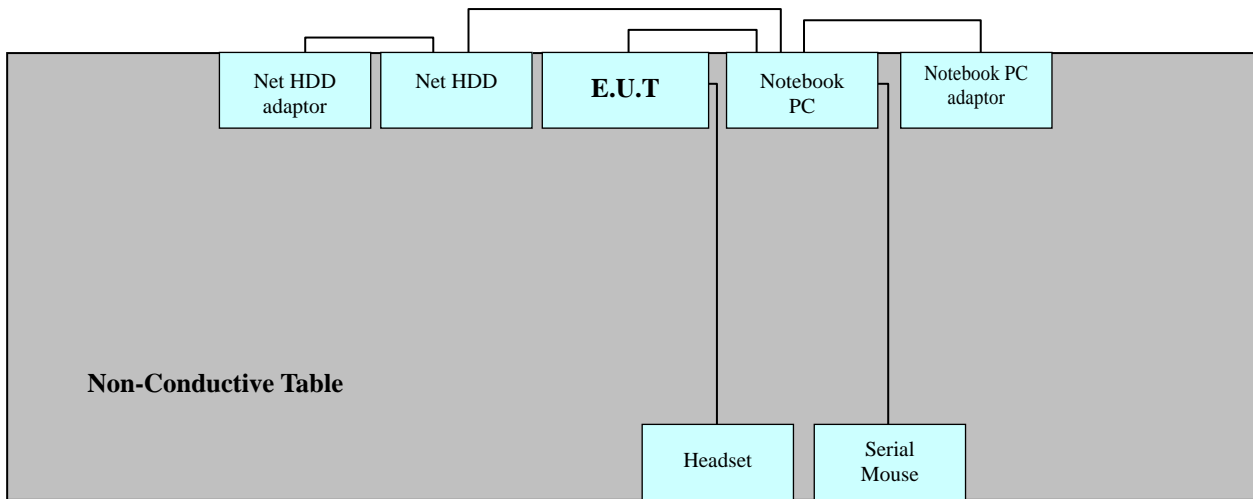 Net HDD
adaptor
Net HDD
E.U.T
Notebook
PC
Notebook PC
adaptor
Non-Conductive Table
Headset
Serial
Mouse